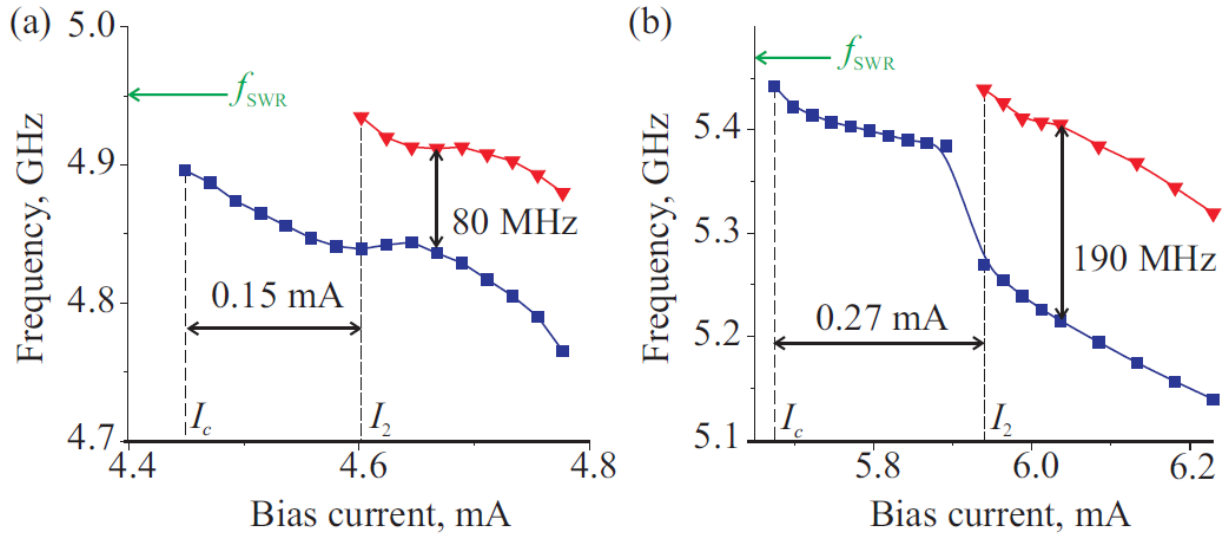 (a)
5.0
4.9
4.8
4.7
Frequency, GHz
f_SWR
80 MHz
0.15 mA
I_c
I_2
4.4
4.6
4.8
Bias current, mA
(b)
5.4
5.3
5.2
5.1
Frequency, GHz
f_SWR
190 MHz
0.27 mA
I_c
I_2
5.8
6.0
6.2
Bias current, mA